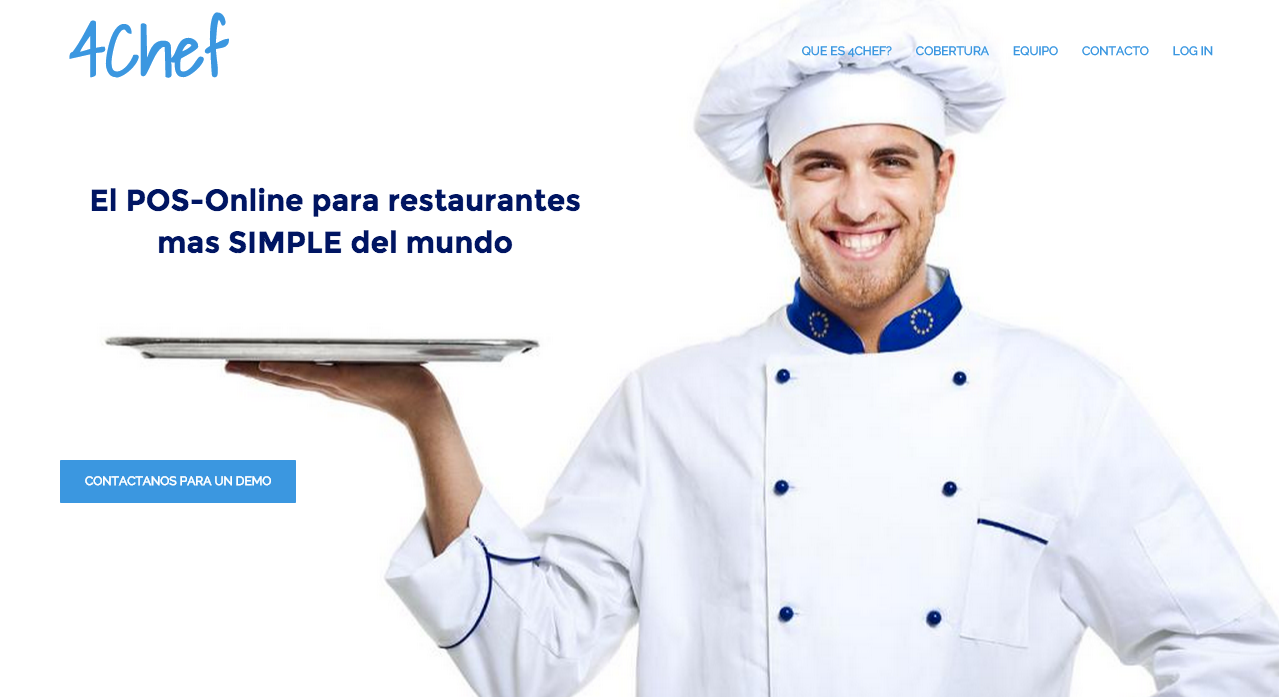 4Chef
QUE ES 4CHEF? COBERTURA EQUIPO CONTACTO LOG IN
El POS-Online para restaurantes
mas SIMPLE del mundo
CONTACTANOS PARA UN DEMO